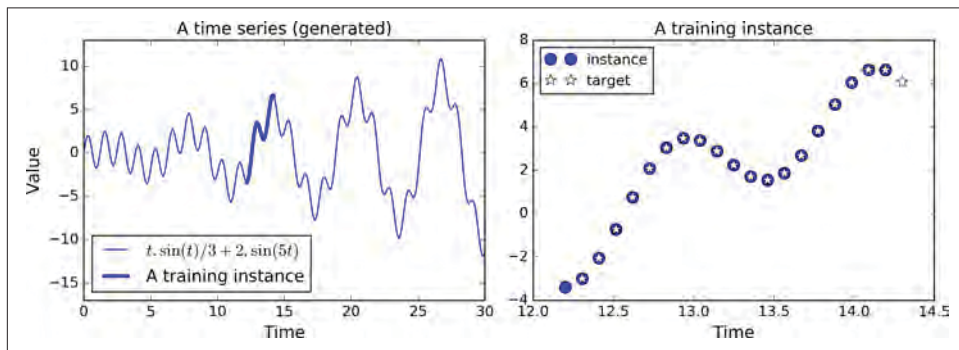 A time series (generated)
10
5
0
−5
−10
−15
Value
t. sin(t)/3 + 2. sin(5t)
A training instance
0 5 10 15 20 25 30
Time
A training instance
8
6
4
2
0
−2
−4
instance
target
12.0 12.5 13.0 13.5 14.0 14.5
Time